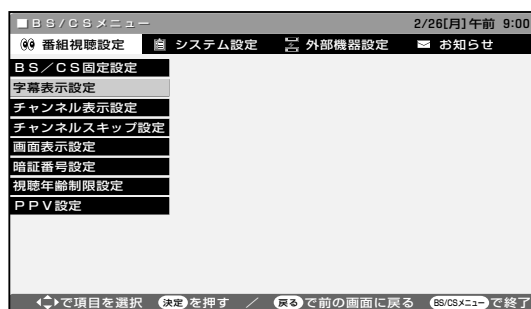 ■BS/CSメニュー 2/26[月]午前 9:00
番組視聴設定 システム設定 外部機器設定 お知らせ
BS/CS固定設定
字幕表示設定
チャンネル表示設定
チャンネルスキップ設定
画面表示設定
暗証番号設定
視聴年齢制限設定
PPV設定
で項目を選択 決定を押す / 戻るで前の画面に戻る BS/CSメニューで終了